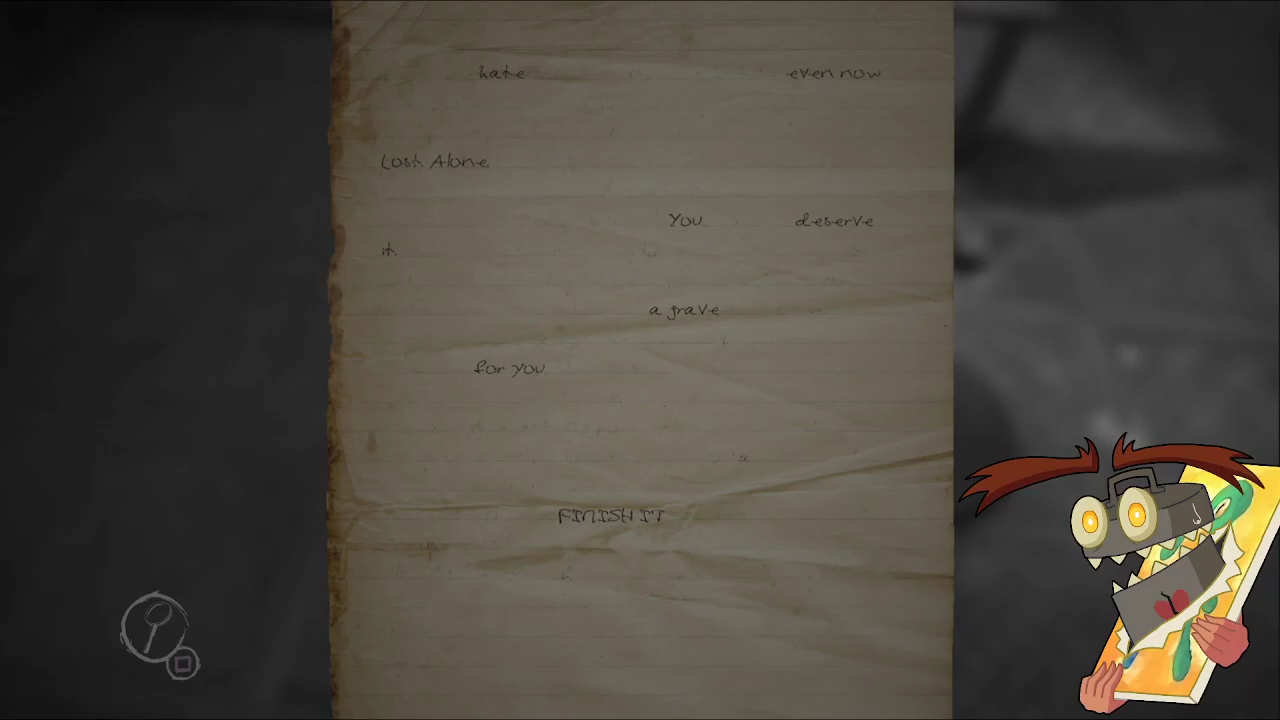 hate even now
Lost. Alone.
You deserve
it.
a grave
for you
a
FINISH IT